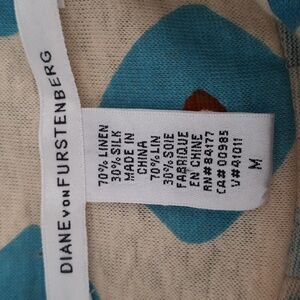 DIANE VON FURSTENBERG
70% LINEN
30% SILK
MADE IN
CHINA
70% LIN
30% SOIE
FABRIQUE
EN CHINE
RN#84177
CA#00985
V#41011
M